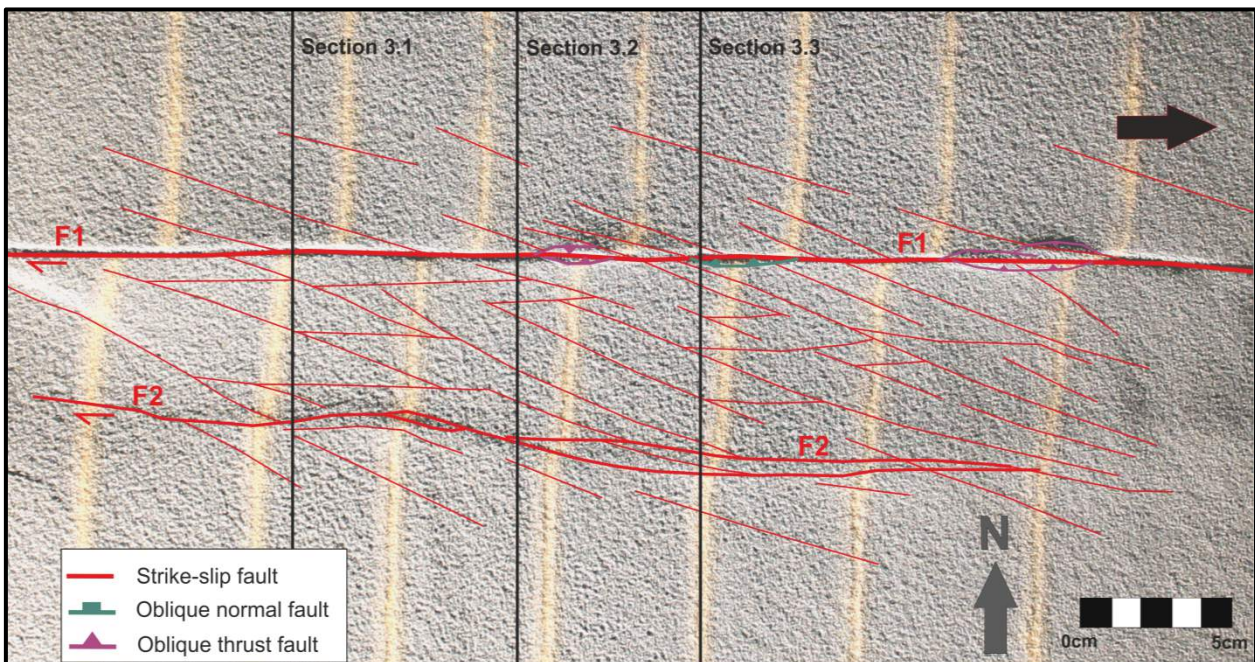 Section 3.1
Section 3.2
Section 3.3
F1
F1
F2
F2
N
Strike-slip fault
Oblique normal fault
Oblique thrust fault
0cm
5cm